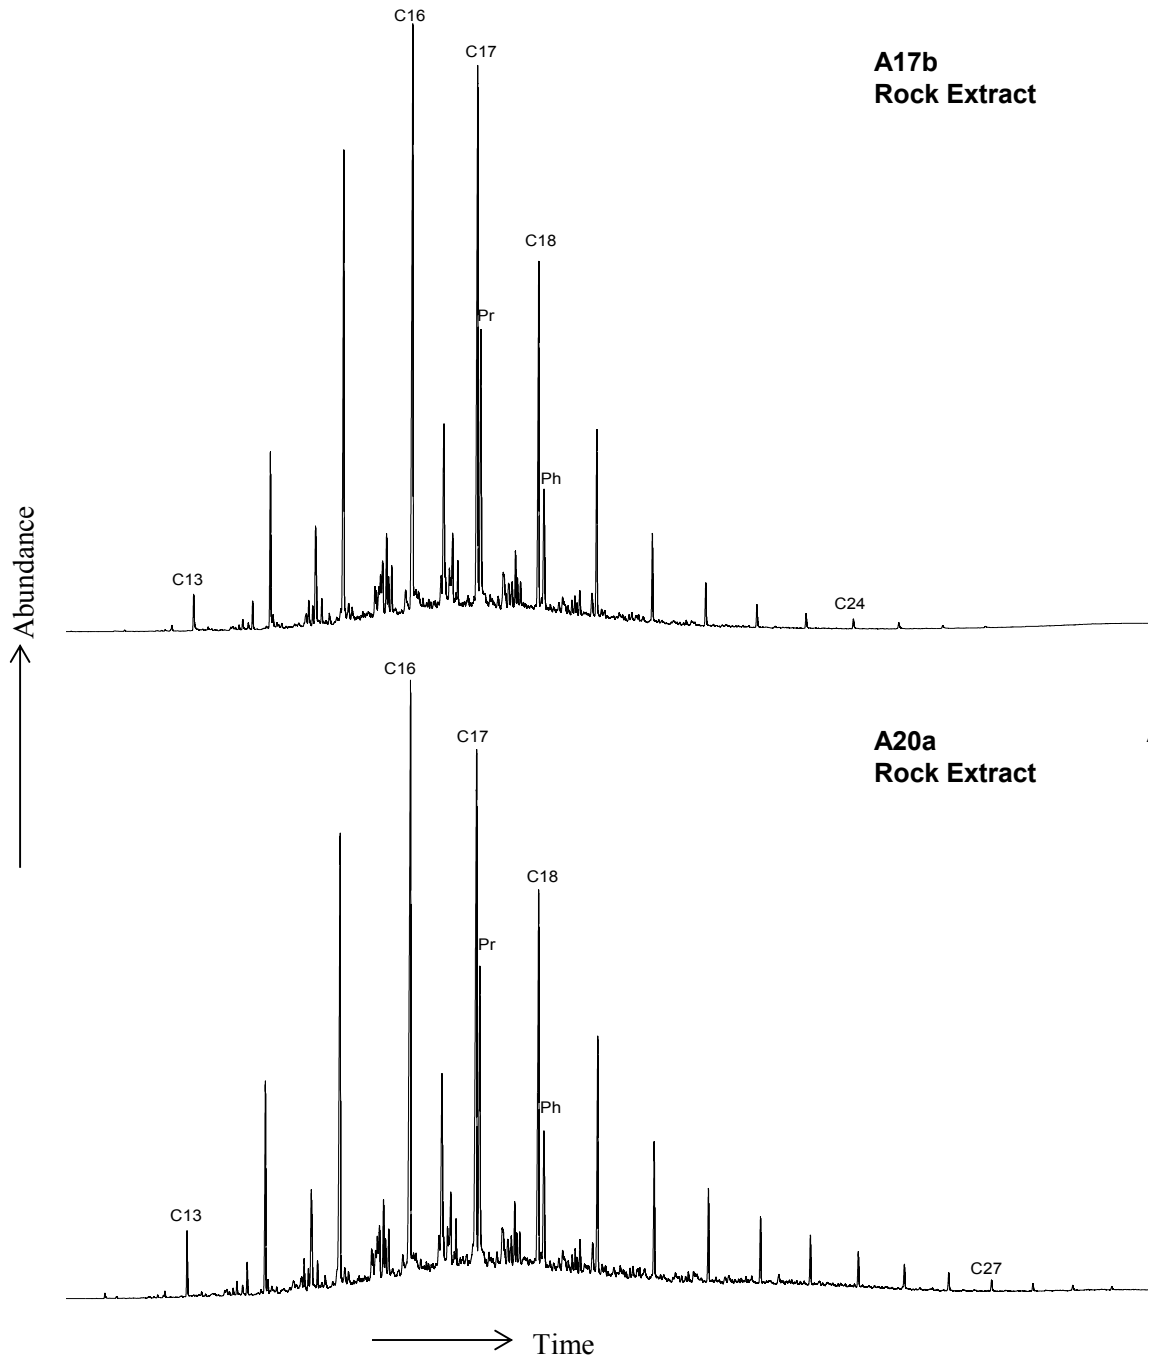 C16
C17
A17b
Rock Extract
C18
Pr
Ph
C13
C24
Abundance
C16
C17
A20a
Rock Extract
C18
Pr
Ph
C13
C27
Time